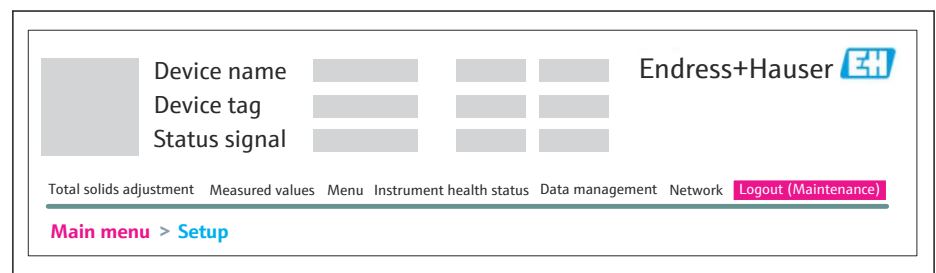 Device name
Endress+Hauser EH
Device tag
Status signal
Total solids adjustment Measured values Menu Instrument health status Data management Network Logout (Maintenance)
Main menu > Setup